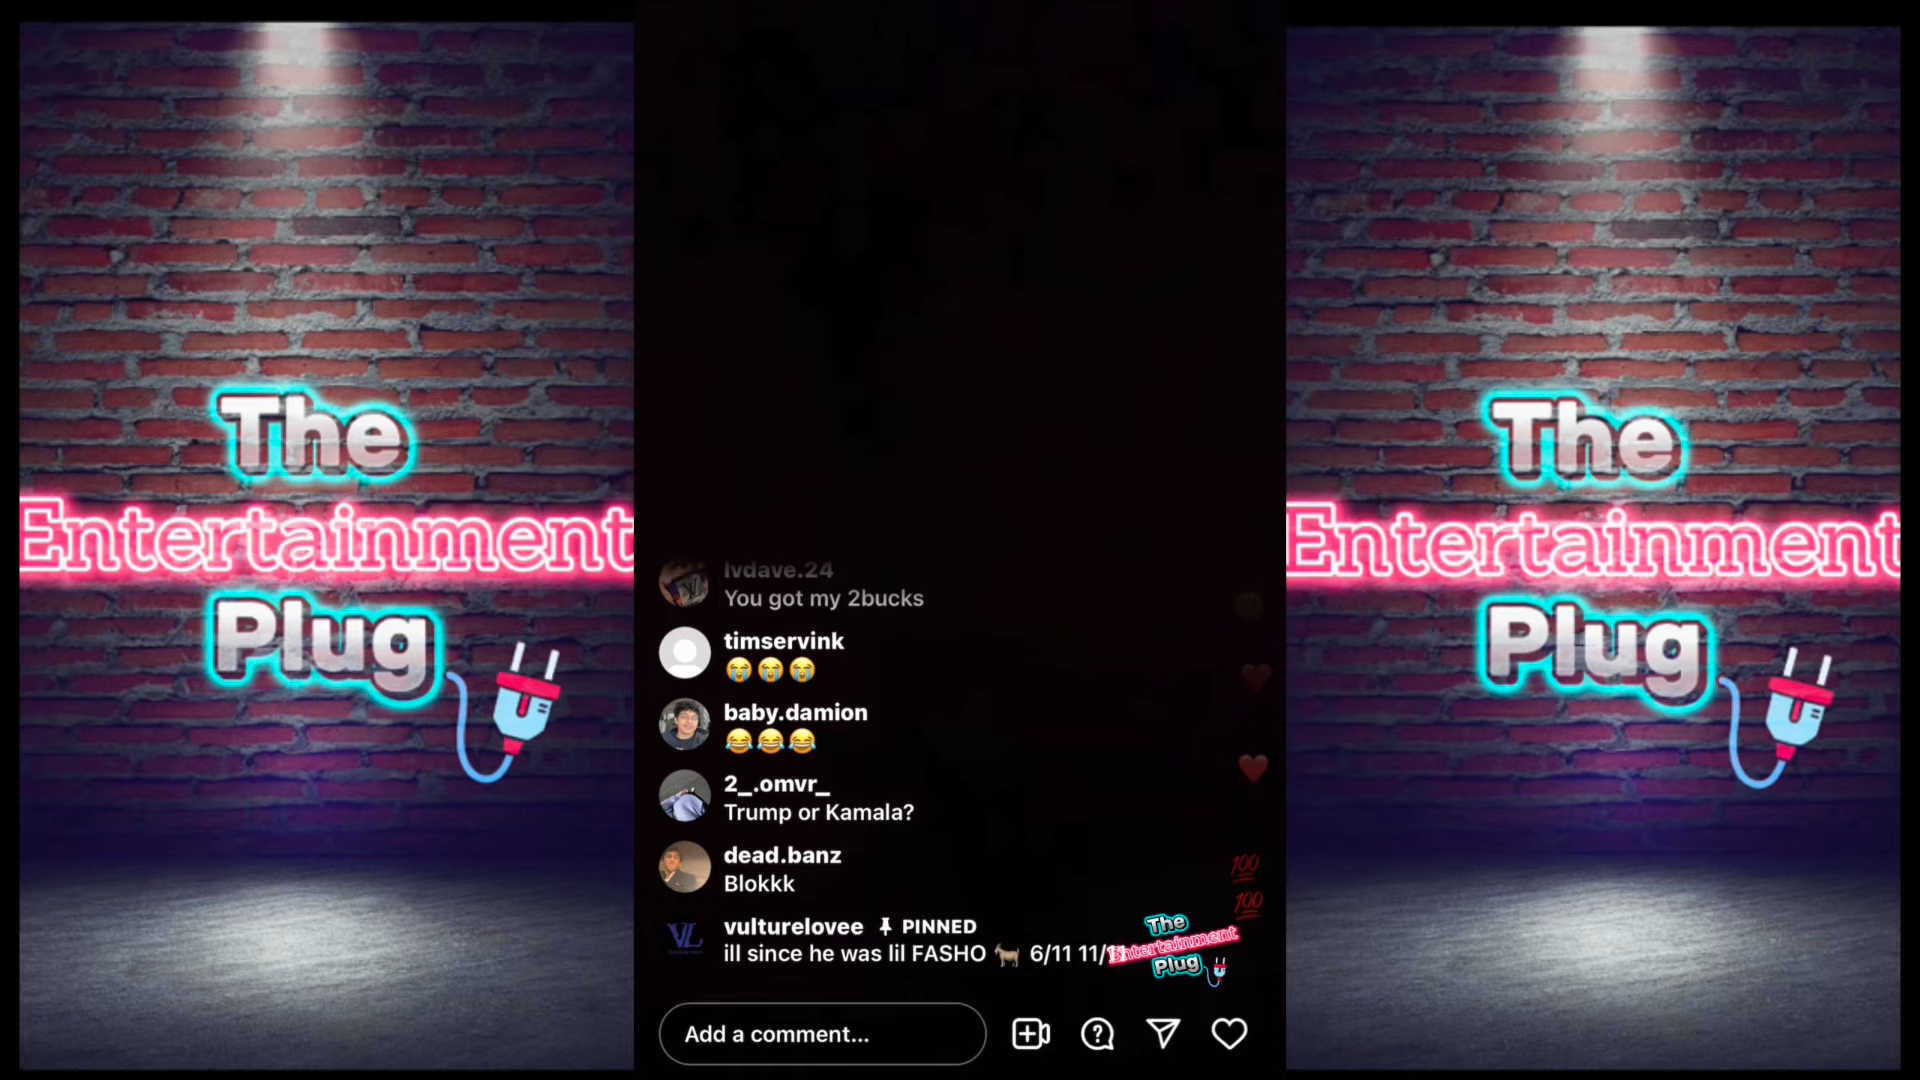 The
Entertainment
Plug
lvdave.24
You got my 2bucks
timservink
😭😭😭
baby.damion
😂😂😂
2_.omvr_
Trump or Kamala?
dead.banz
Blokkk
vulturelovee PINNED
ill since he was lil FASHO 🐐 6/11 11/11
Add a comment...
💯
💯
The
Entertainment
Plug
VL
The
Entertainment
Plug